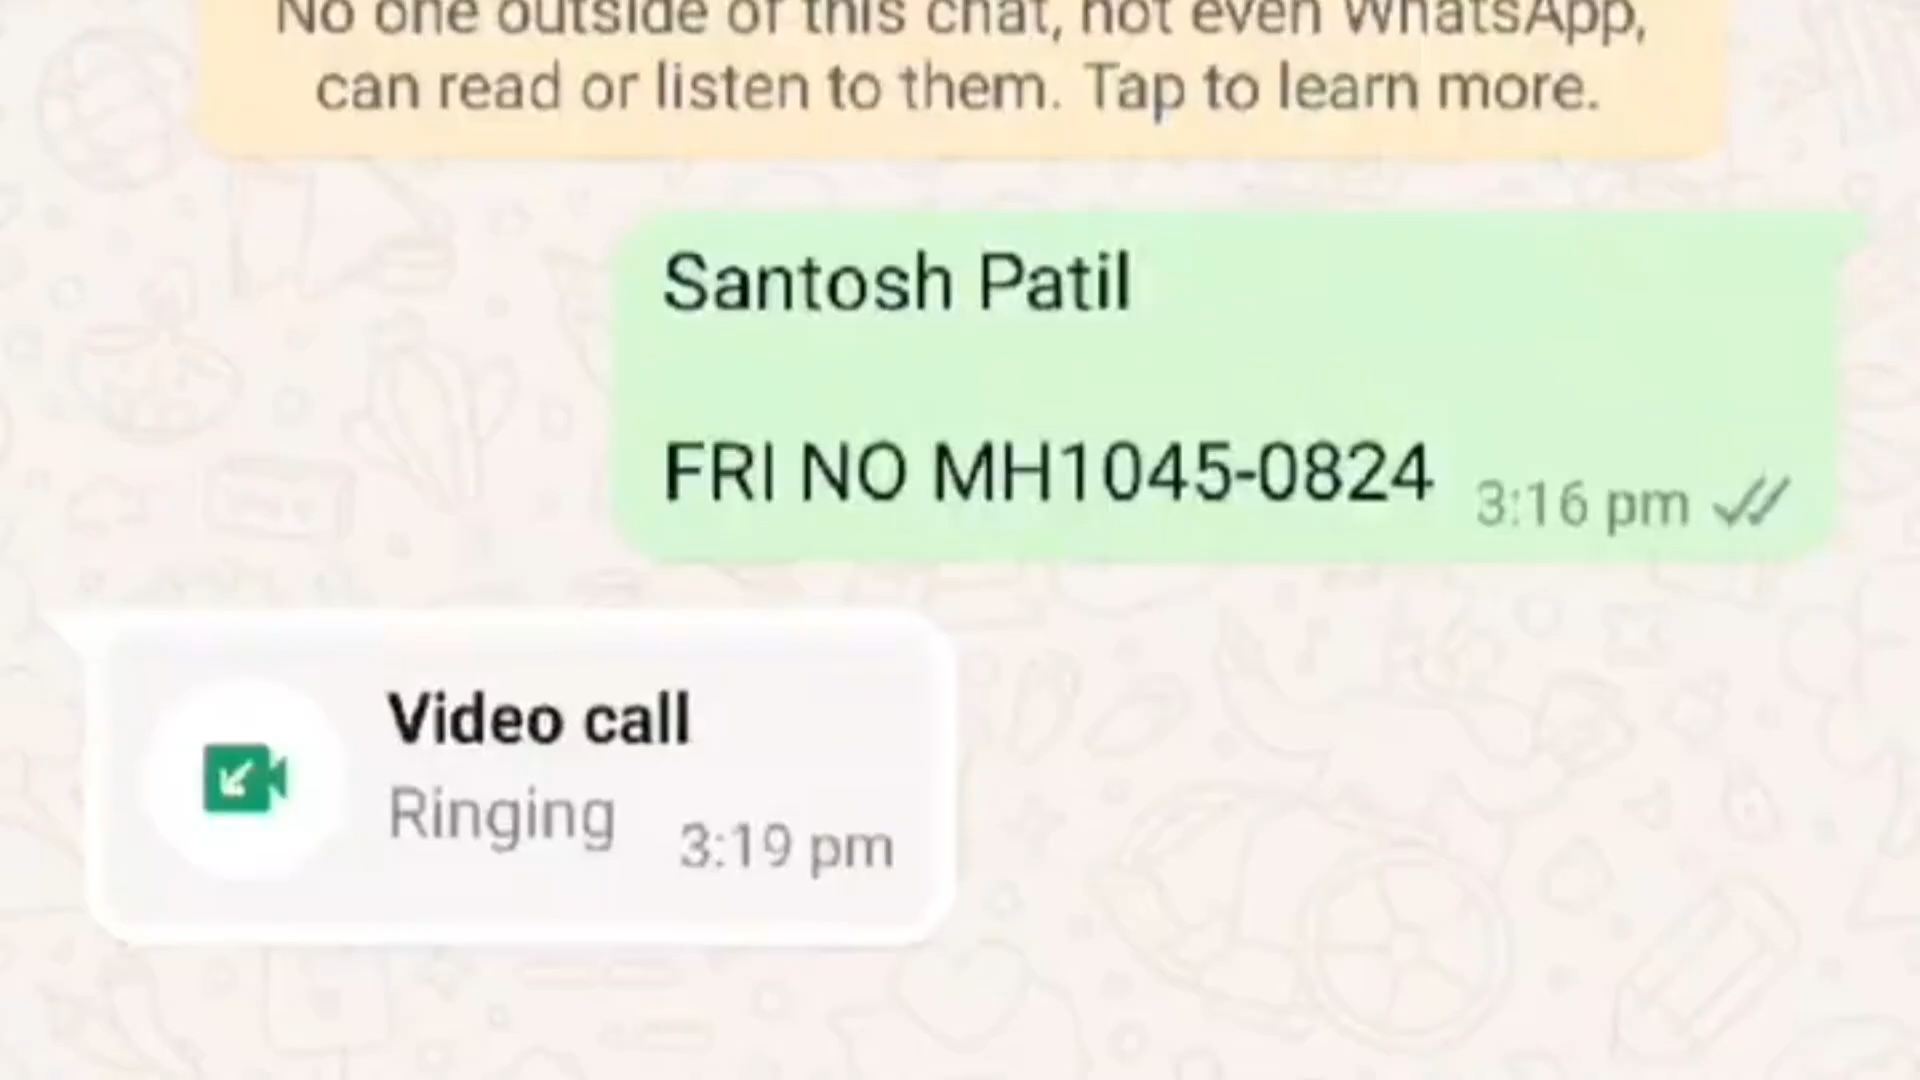 No one outside of this chat, not even WhatsApp,
can read or listen to them. Tap to learn more.
Santosh Patil
FRI NO MH1045-0824
3:16 pm
Video call
Ringing
3:19 pm